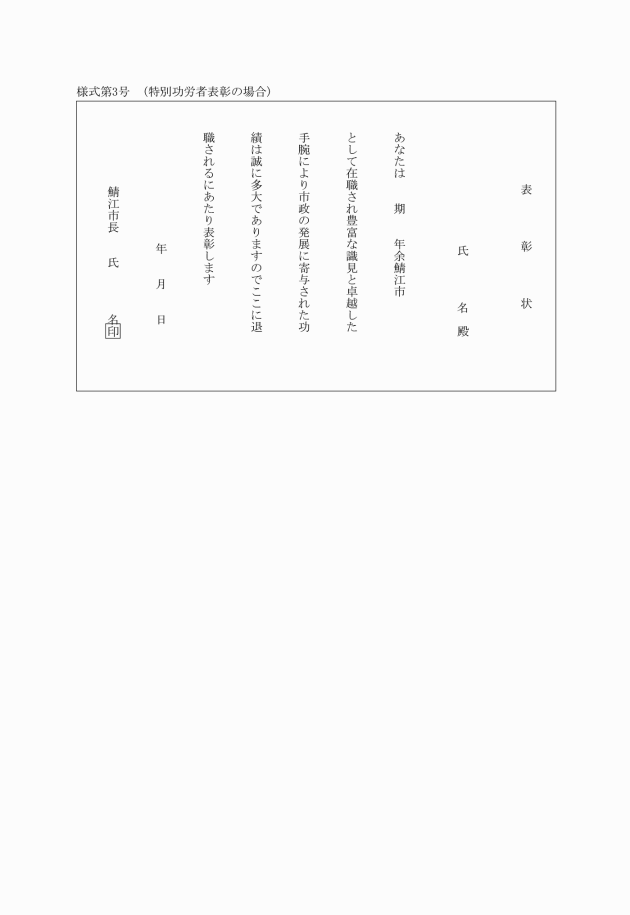 様式第3号　（特別功労者表彰の場合）
表　彰　状
氏　名　殿
あなたは　期　年余鯖江市
として在職され豊富な識見と卓越した
手腕により市政の発展に寄与された功
績は誠に多大でありますのでここに退
職されるにあたり表彰します
年　月　日
鯖江市長　氏　名印